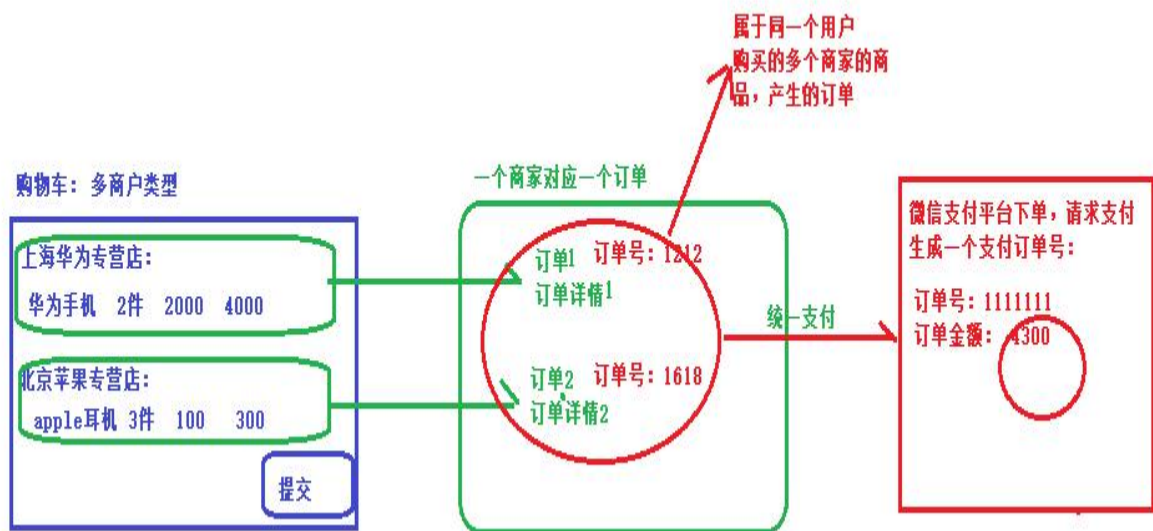 属于同一个用户
购买的多个商家的商
品，产生的订单
购物车：多商户类型
上海华为专营店：
华为手机 2件 2000 4000
北京苹果专营店：
apple耳机 3件 100 300
提交
一个商家对应一个订单
订单1 订单号：1212
订单详情1
订单2 订单号：1618
订单详情2
统一支付
微信支付平台下单，请求支付
生成一个支付订单号：
订单号：1111111
订单金额： 4300